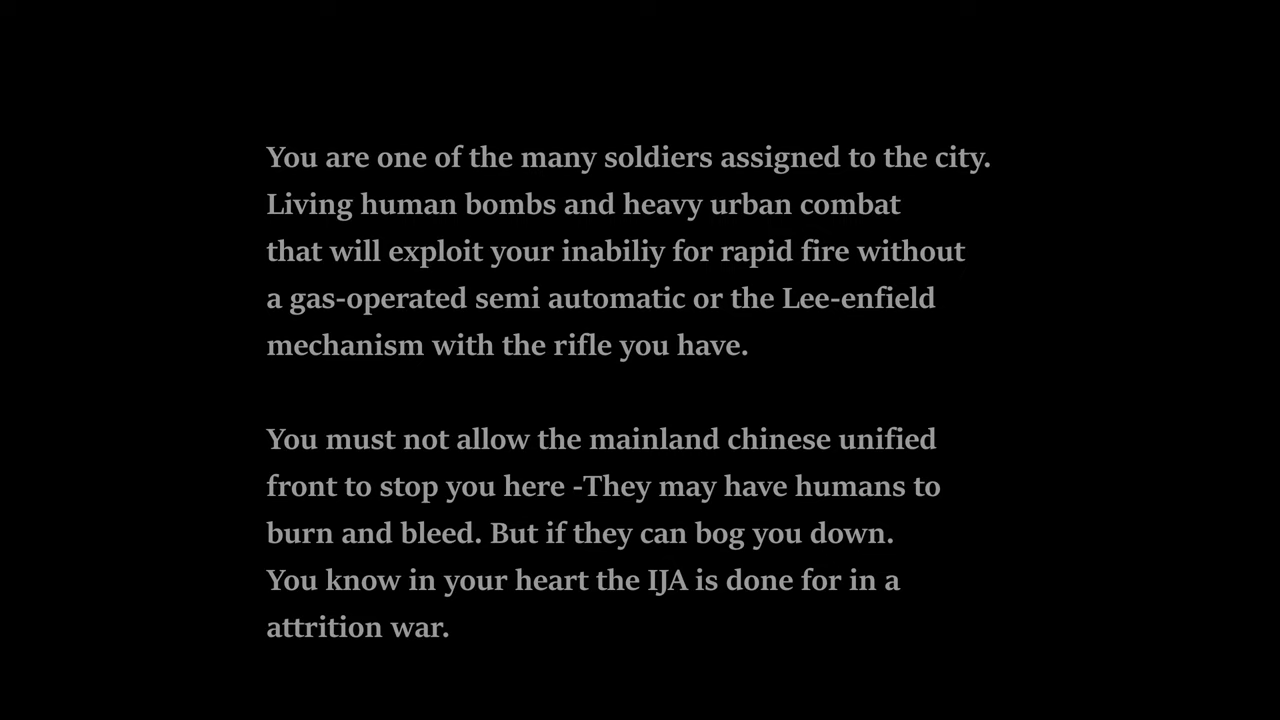 You are one of the many soldiers assigned to the city.
Living human bombs and heavy urban combat
that will exploit your inabiliy for rapid fire without
a gas-operated semi automatic or the Lee-enfield
mechanism with the rifle you have.
You must not allow the mainland chinese unified
front to stop you here -They may have humans to
burn and bleed. But if they can bog you down.
You know in your heart the IJA is done for in a
attrition war.